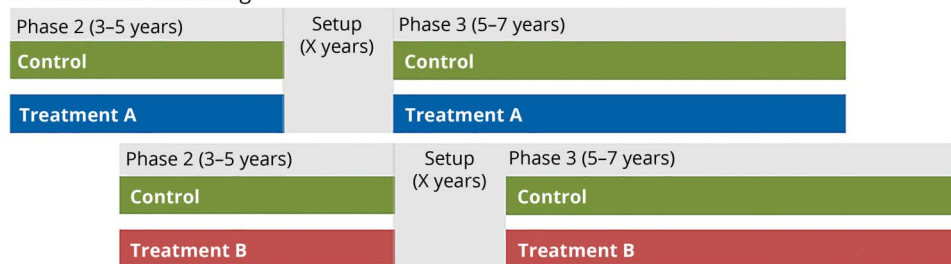 Phase 2 (3–5 years)
Setup
(X years)
Phase 3 (5–7 years)
Control
Control
Treatment A
Treatment A
Phase 2 (3–5 years)
Setup
(X years)
Phase 3 (5–7 years)
Control
Control
Treatment B
Treatment B